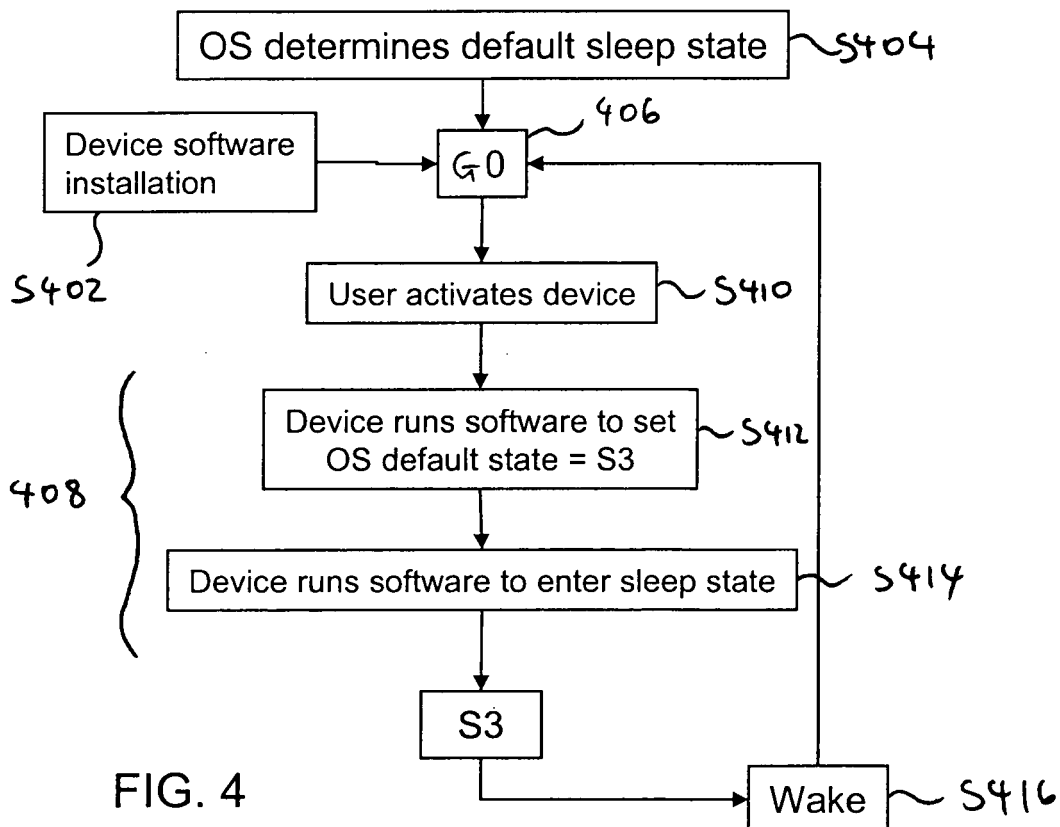 OS determines default sleep state
S404
406
Device software
installation
G0
S402
User activates device
S410
Device runs software to set
OS default state = S3
S412
408
Device runs software to enter sleep state
S414
S3
FIG. 4
Wake
S416